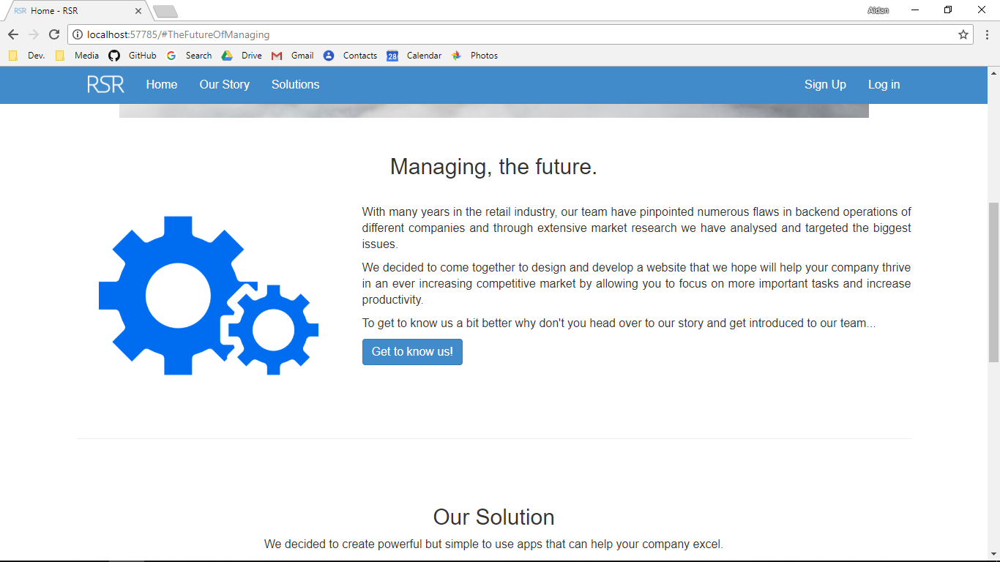 RSR Home - RSR
Aidan
localhost:57785/#TheFutureOfManaging
Dev. Media GitHub Search Drive Gmail Contacts 28 Calendar Photos
RSR Home Our Story Solutions Sign Up Log in
Managing, the future.
With many years in the retail industry, our team have pinpointed numerous flaws in backend operations of
different companies and through extensive market research we have analysed and targeted the biggest
issues.
We decided to come together to design and develop a website that we hope will help your company thrive
in an ever increasing competitive market by allowing you to focus on more important tasks and increase
productivity.
To get to know us a bit better why don't you head over to our story and get introduced to our team...
Get to know us!
Our Solution
We decided to create powerful but simple to use apps that can help your company excel.